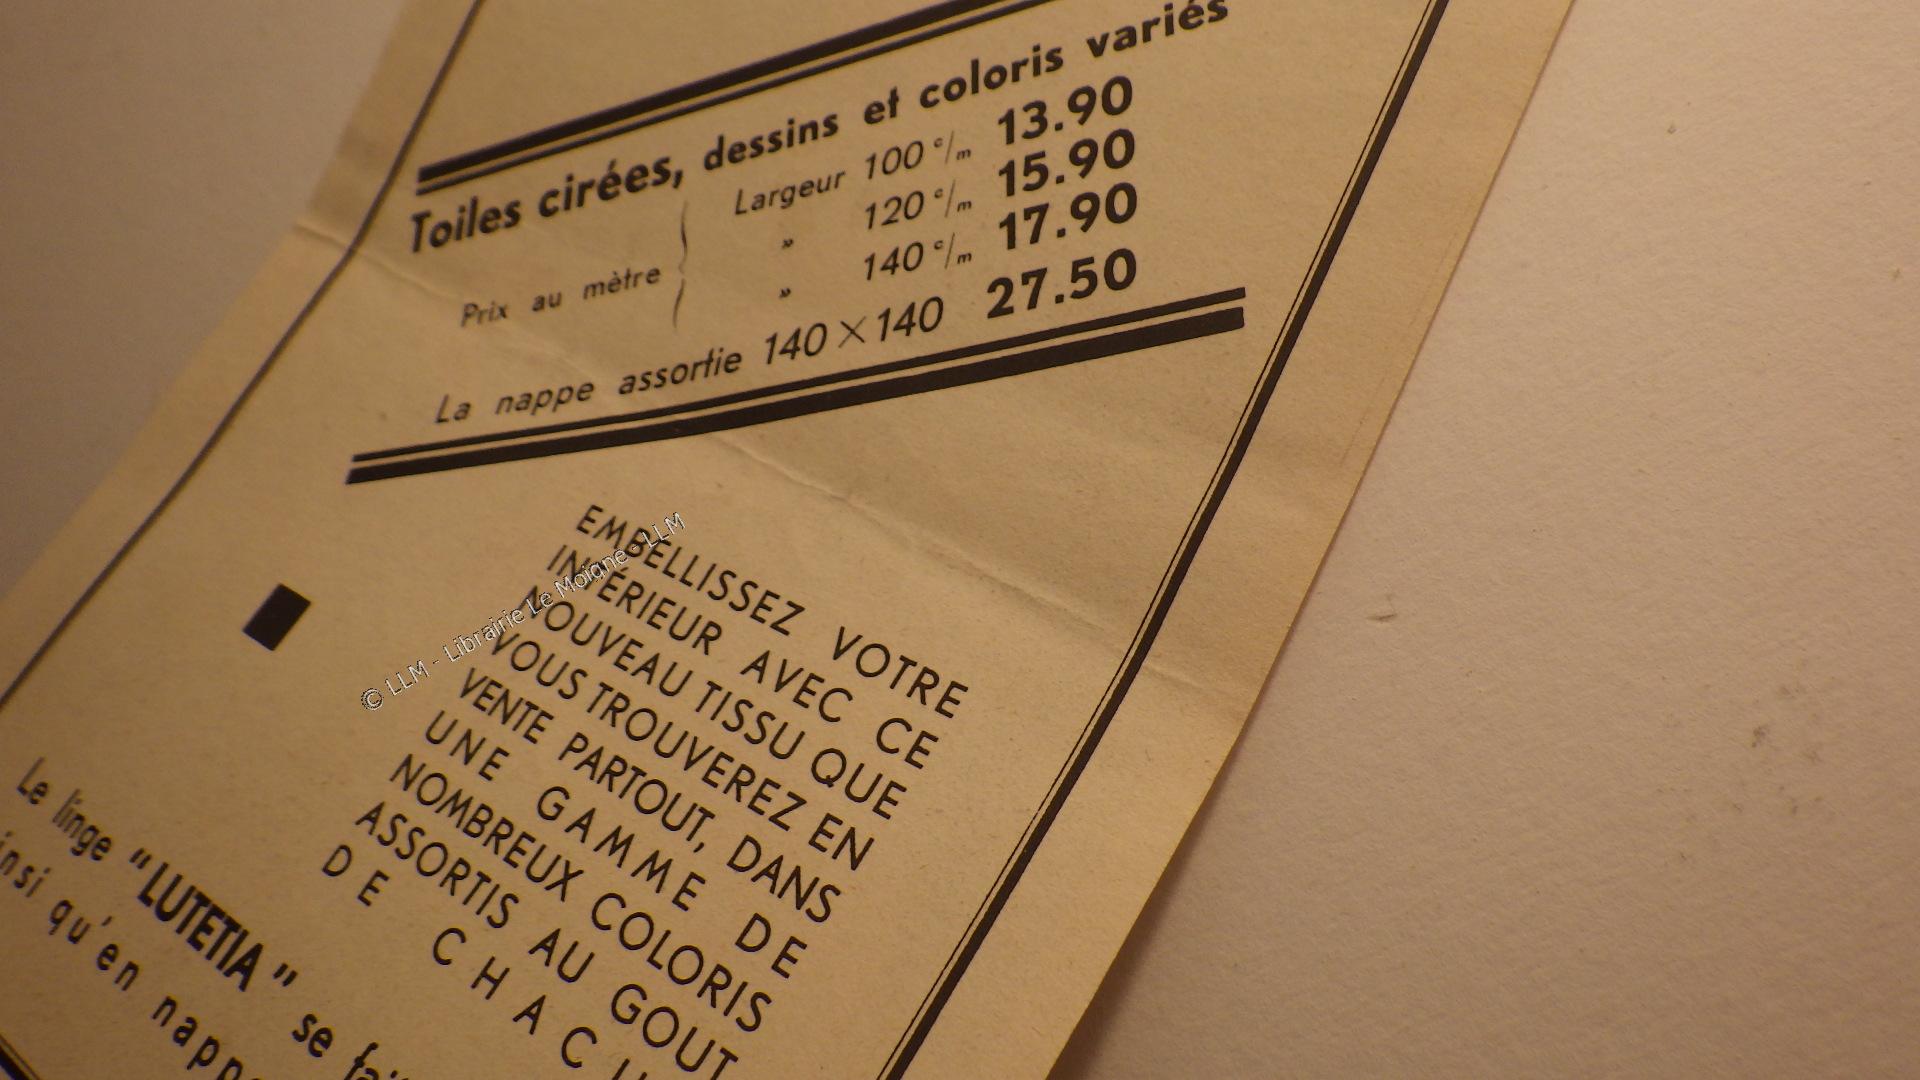 Toiles cirées, dessins et coloris variés
Largeur 100 c/m 13.90
» 120 c/m 15.90
Prix au mètre
» 140 c/m 17.90
La nappe assortie 140 × 140 27.50
EMBELLISSEZ VOTRE
INTÉRIEUR AVEC CE
NOUVEAU TISSU QUE
VOUS TROUVEREZ EN
VENTE PARTOUT, DANS
UNE GAMME DE
NOMBREUX COLORIS
ASSORTIS AU GOUT
DE CHACU
Le linge "LUTETIA" se fait
insi qu'en napp
© LLM - Librairie Le Moigne - LLM